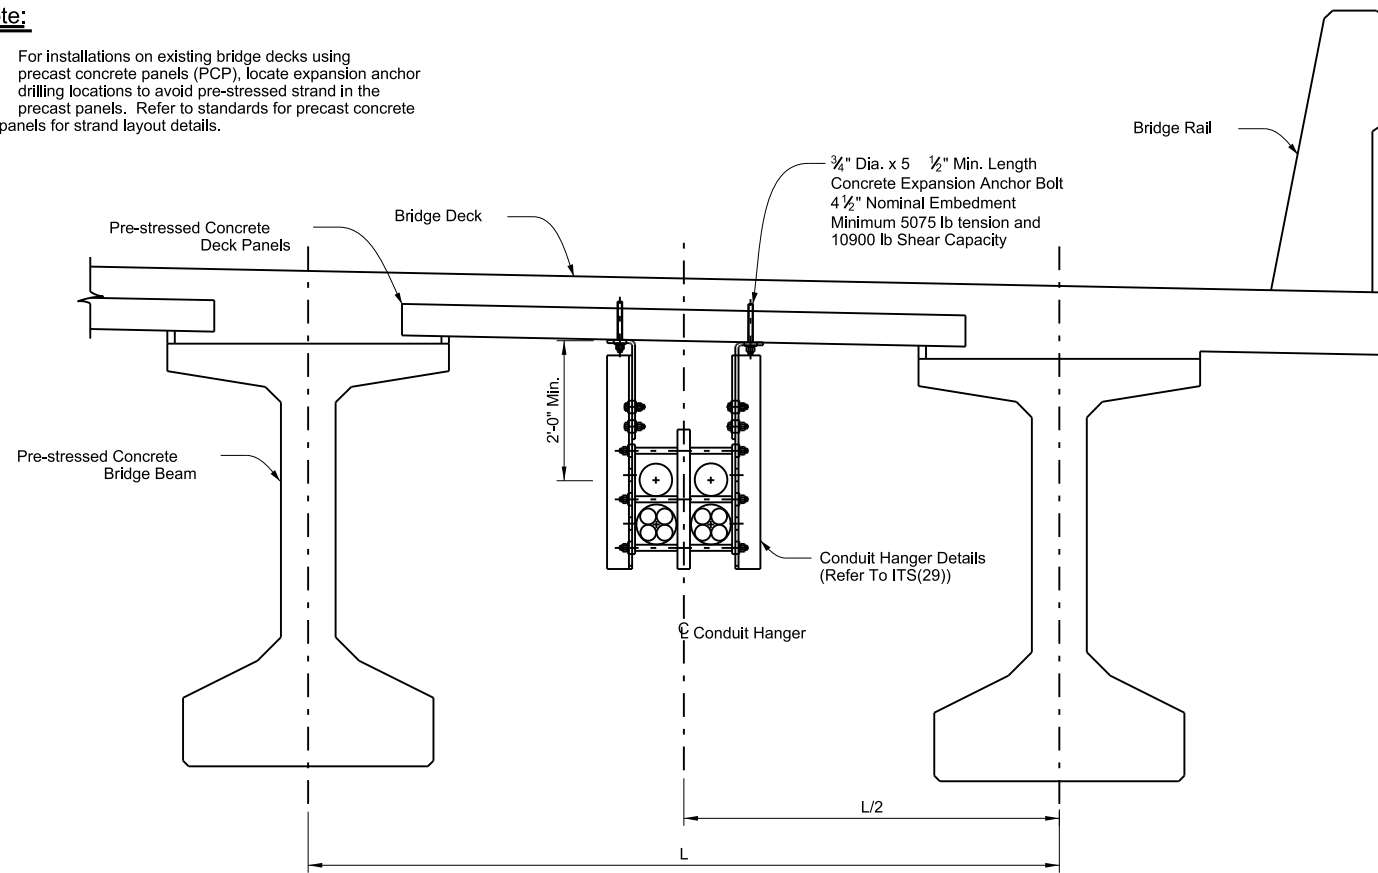 te:
For installations on existing bridge decks using
precast concrete panels (PCP), locate expansion anchor
drilling locations to avoid pre-stressed strand in the
precast panels.  Refer to standards for precast concrete
panels for strand layout details.
Bridge Rail
¾" Dia. x 5 ½" Min. Length
Concrete Expansion Anchor Bolt
4 ½" Nominal Embedment
Minimum 5075 lb tension and
10900 lb Shear Capacity
Bridge Deck
Pre-stressed Concrete
Deck Panels
2'-0" Min.
Pre-stressed Concrete
Bridge Beam
Conduit Hanger Details
(Refer To ITS(29))
℄ Conduit Hanger
L/2
L